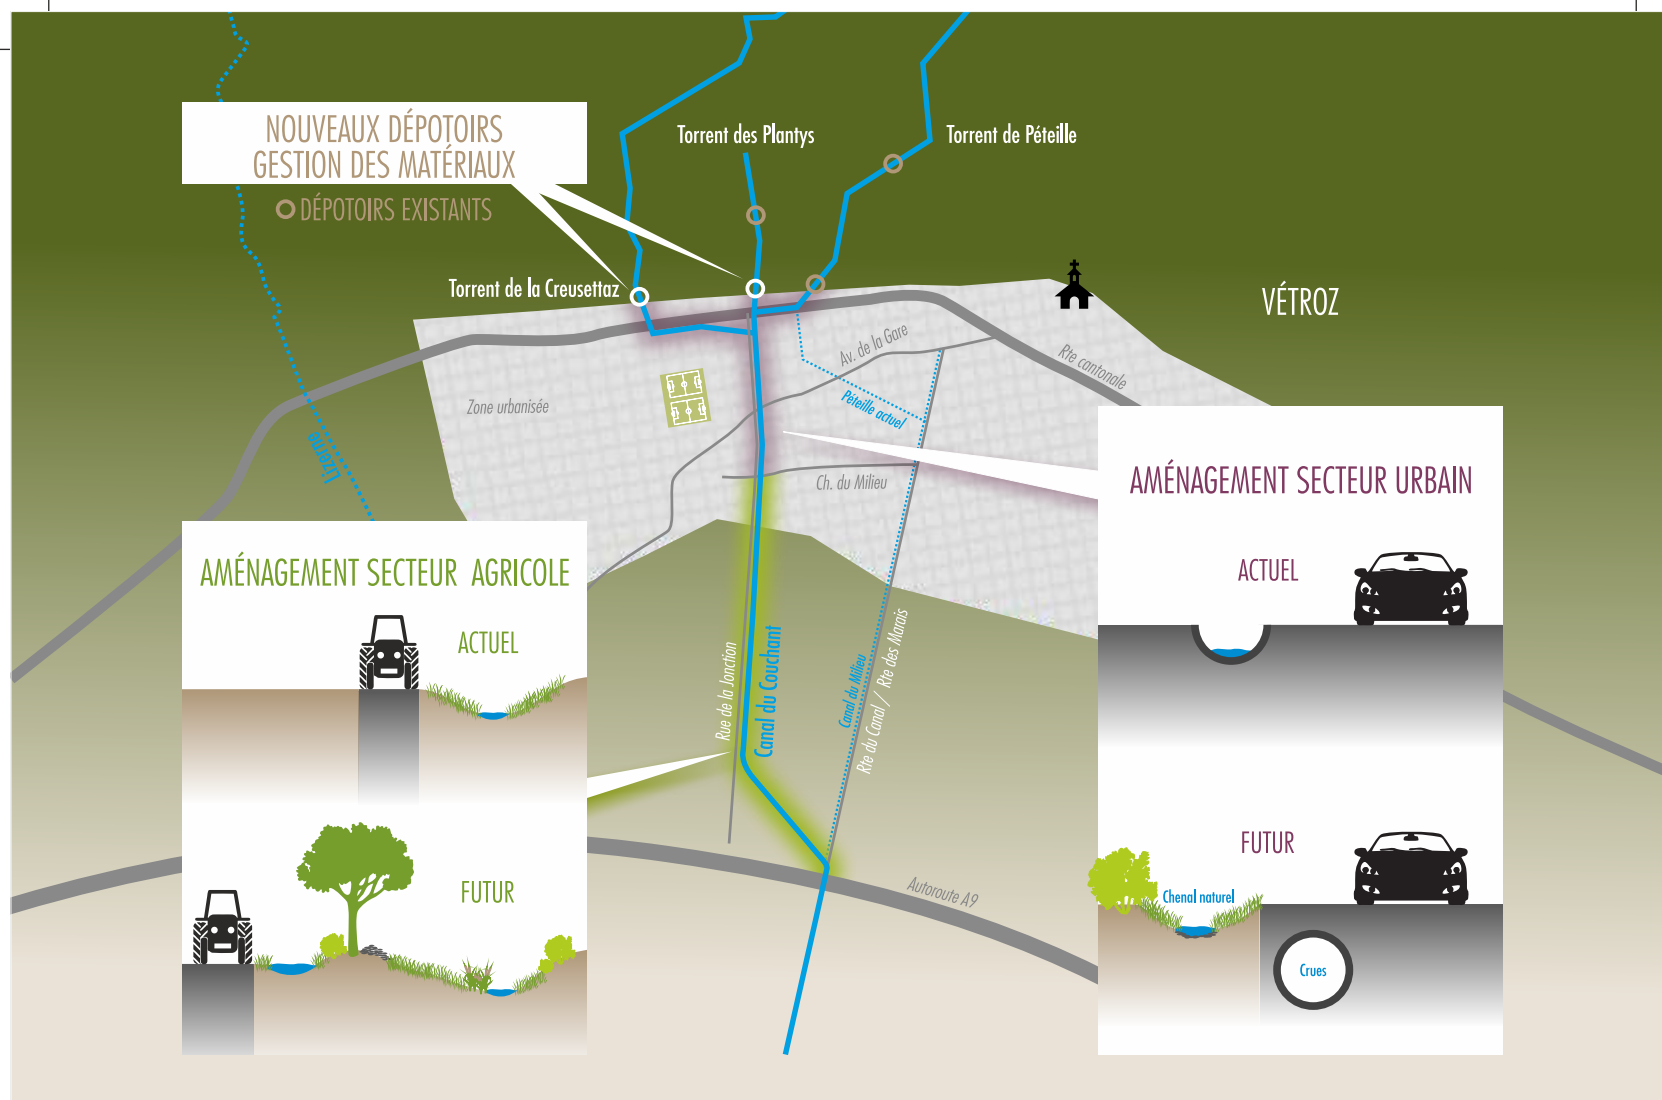 NOUVEAUX DÉPOTOIRS
GESTION DES MATÉRIAUX
DÉPOTOIRS EXISTANTS
Torrent des Plantys
Torrent de Péteille
Torrent de la Creusettaz
VÉTROZ
Av. de la Gare
Rte cantonale
Zone urbanisée
Péteille actuel
Lizerne
Ch. du Milieu
AMÉNAGEMENT SECTEUR AGRICOLE
ACTUEL
FUTUR
Rue de la Jonction
Canal du Couchant
Canal du Milieu
Rte du Canal // Rte des Marais
Autoroute A9
AMÉNAGEMENT SECTEUR URBAIN
ACTUEL
FUTUR
Chenal naturel
Crues